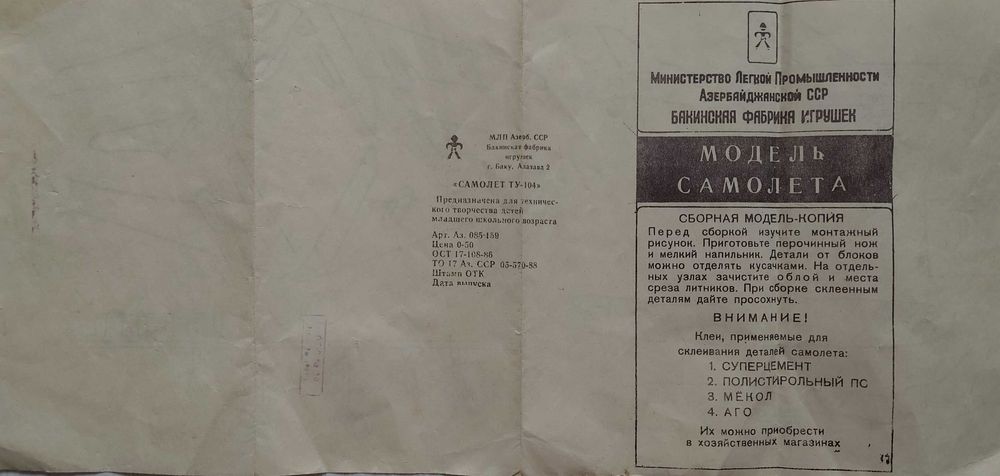 МЛП Азерб. ССР
Бакинская фабрика
игрушек
г. Баку, Алазава 2
«САМОЛЕТ ТУ-104»
Предназначена для техничес-
кого творчества детей
младшего школьного возраста
Арт. Аз. 085-159
Цена 0-50
ОСТ 17-108-86
ТО 17 Аз. ССР 05-570-88
Штамп ОТК
Дата выпуска
Министерство Легкой Промышленности
Азербайджанской ССР
БАКИНСКАЯ ФАБРИКА ИГРУШЕК
МОДЕЛЬ
САМОЛЕТА
СБОРНАЯ МОДЕЛЬ-КОПИЯ
Перед сборкой изучите монтажный
рисунок. Приготовьте перочинный нож
и мелкий напильник. Детали от блоков
можно отделять кусачками. На отдель-
ных узлах зачистите облой и места
среза литников. При сборке склеенным
деталям дайте просохнуть.
ВНИМАНИЕ!
Клеи, применяемые для
склеивания деталей самолета:
1. СУПЕРЦЕМЕНТ
2. ПОЛИСТИРОЛЬНЫЙ ПС
3. МЕКОЛ
4. АГО
Их можно приобрести
в хозяйственных магазинах